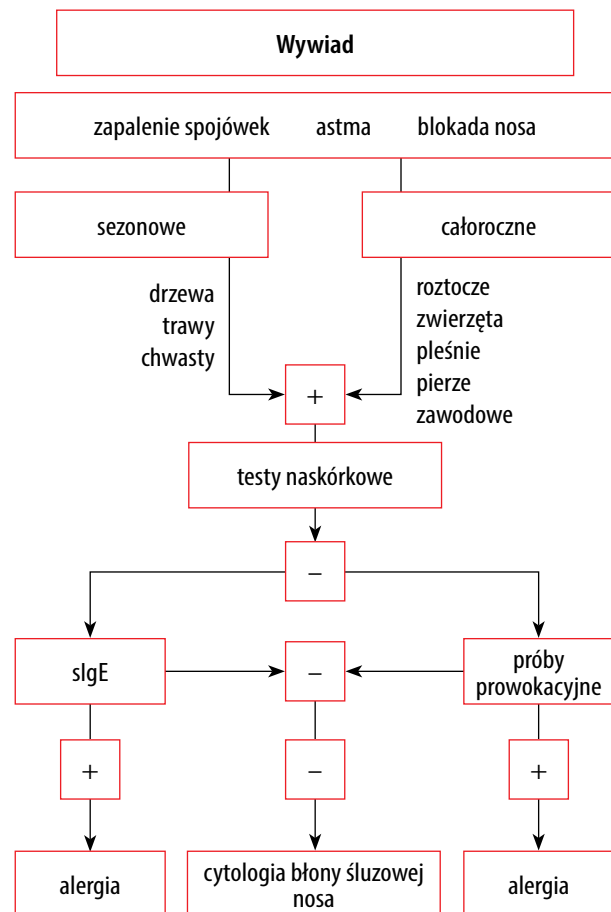 Wywiad
zapalenie spojówek astma blokada nosa
sezonowe
całoroczne
drzewa
trawy
chwasty
roztocze
zwierzęta
pleśnie
pierze
zawodowe
+
testy naskórkowe
–
sIgE
–
próby
prowokacyjne
+
–
+
alergia
cytologia błony śluzowej
nosa
alergia